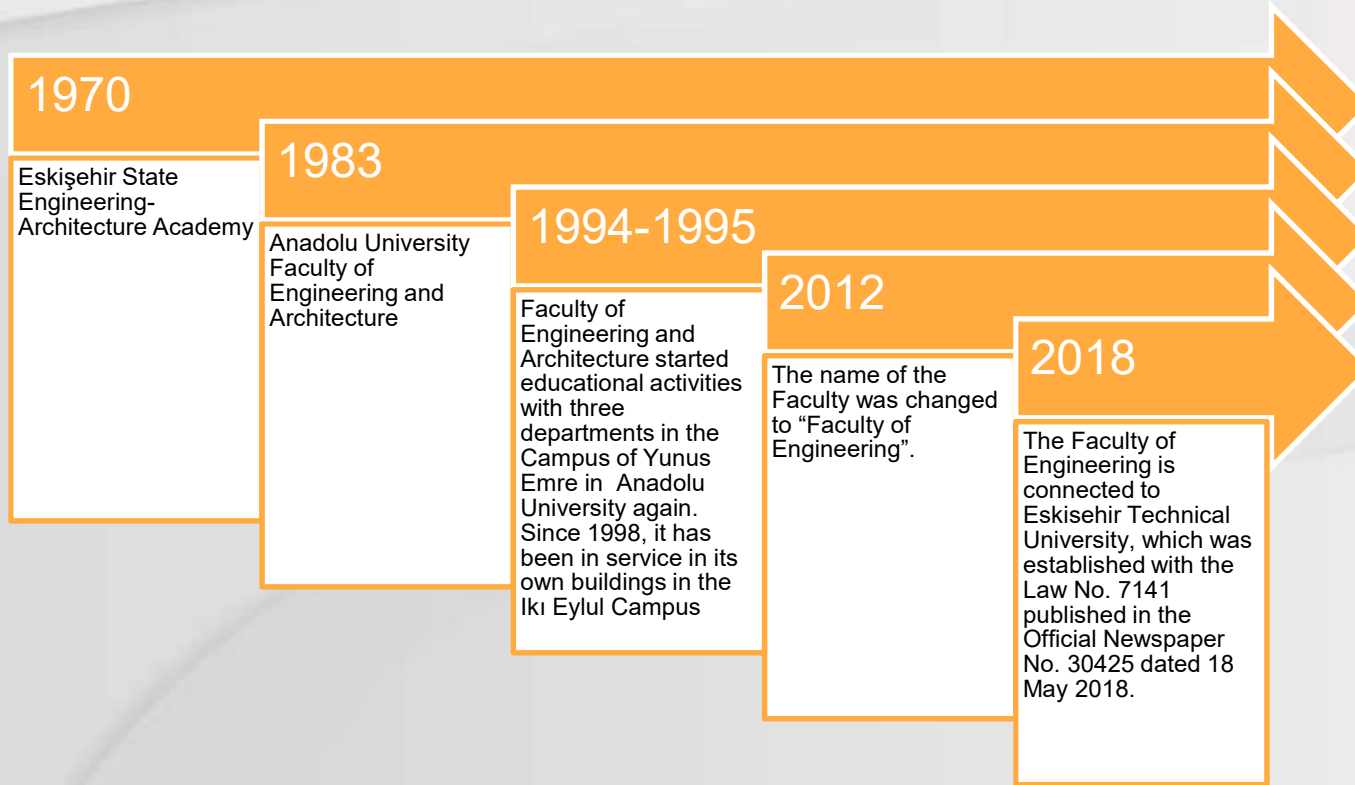 1970
Eskişehir State
Engineering-
Architecture Academy
1983
Anadolu University
Faculty of
Engineering and
Architecture
1994-1995
Faculty of
Engineering and
Architecture started
educational activities
with three
departments in the
Campus of Yunus
Emre in  Anadolu
University again.
Since 1998, it has
been in service in its
own buildings in the
Ikı Eylul Campus
2012
The name of the
Faculty was changed
to “Faculty of
Engineering”.
2018
The Faculty of
Engineering is
connected to
Eskisehir Technical
University, which was
established with the
Law No. 7141
published in the
Official Newspaper
No. 30425 dated 18
May 2018.